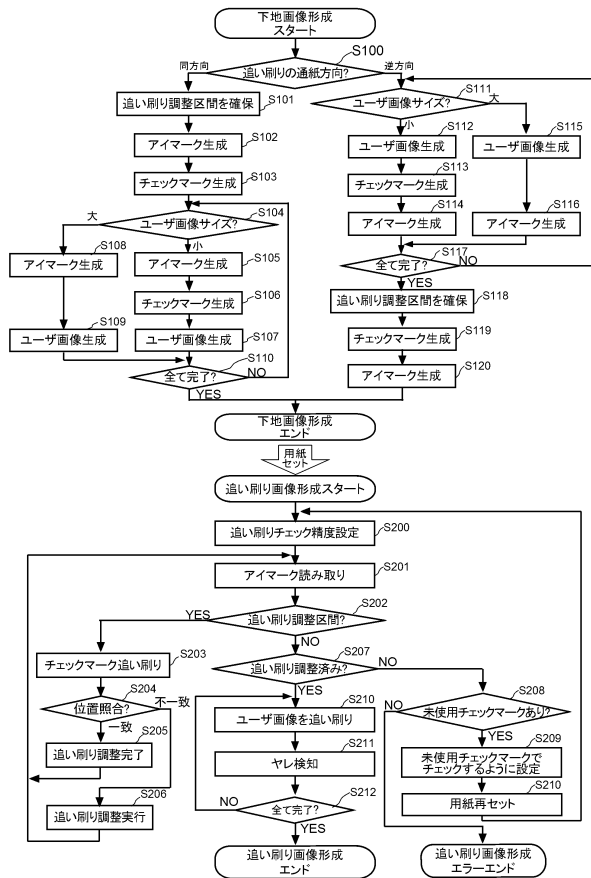 下地画像形成
スタート
S100
追い刷りの通紙方向?
同方向
逆方向
追い刷り調整区間を確保
S101
アイマーク生成
S102
チェックマーク生成
S103
ユーザ画像サイズ?
S104
大
小
アイマーク生成
S108
アイマーク生成
S105
チェックマーク生成
S106
ユーザ画像生成
S109
ユーザ画像生成
S107
全て完了?
S110
NO
YES
ユーザ画像サイズ?
S111
大
小
ユーザ画像生成
S112
ユーザ画像生成
S115
チェックマーク生成
S113
アイマーク生成
S114
アイマーク生成
S116
全て完了?
S117
NO
YES
追い刷り調整区間を確保
S118
チェックマーク生成
S119
アイマーク生成
S120
下地画像形成
エンド
用紙
セット
追い刷り画像形成スタート
追い刷りチェック精度設定
S200
アイマーク読み取り
S201
追い刷り調整区間?
S202
YES
NO
チェックマーク追い刷り
S203
位置照合?
S204
不一致
一致
追い刷り調整完了
S205
追い刷り調整実行
S206
追い刷り調整済み?
S207
NO
YES
ユーザ画像を追い刷り
S210
ヤレ検知
S211
全て完了?
S212
NO
YES
追い刷り画像形成
エンド
未使用チェックマークあり?
S208
NO
YES
未使用チェックマークで
チェックするように設定
S209
用紙再セット
S210
追い刷り画像形成
エラーエンド